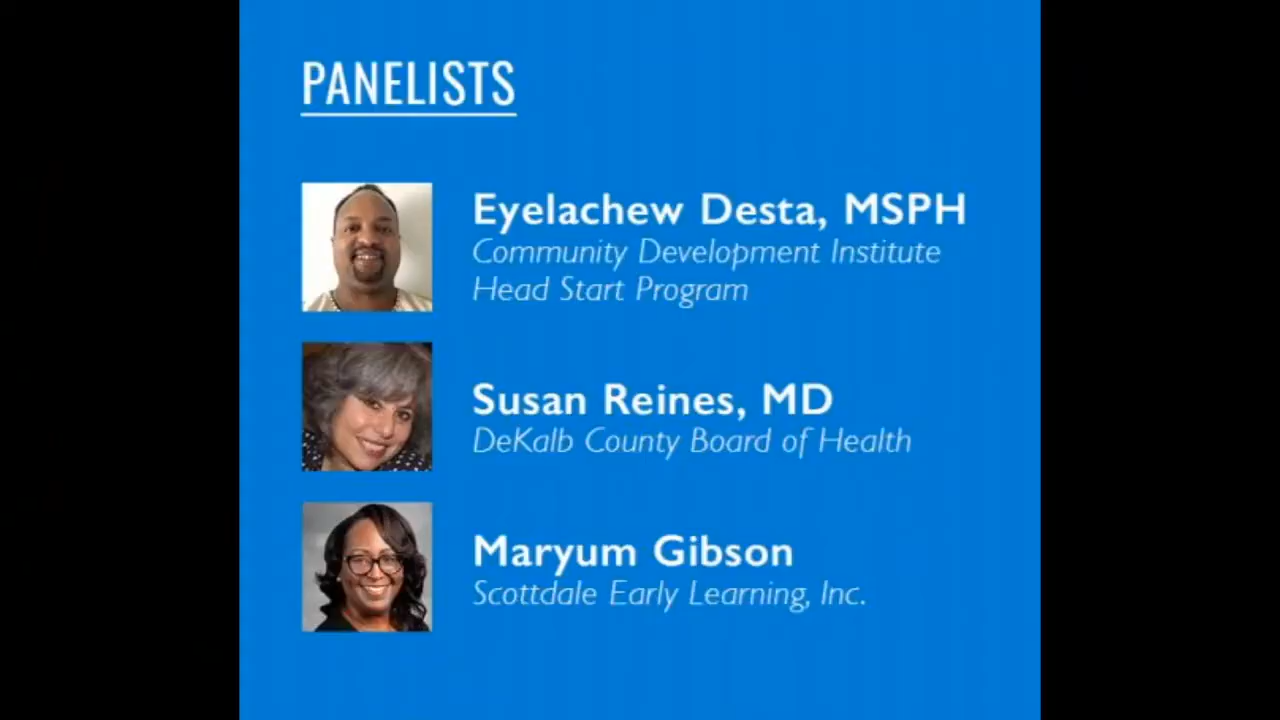 PANELISTS
Eyelachew Desta, MSPH
Community Development Institute
Head Start Program
Susan Reines, MD
DeKalb County Board of Health
Maryum Gibson
Scottdale Early Learning, Inc.